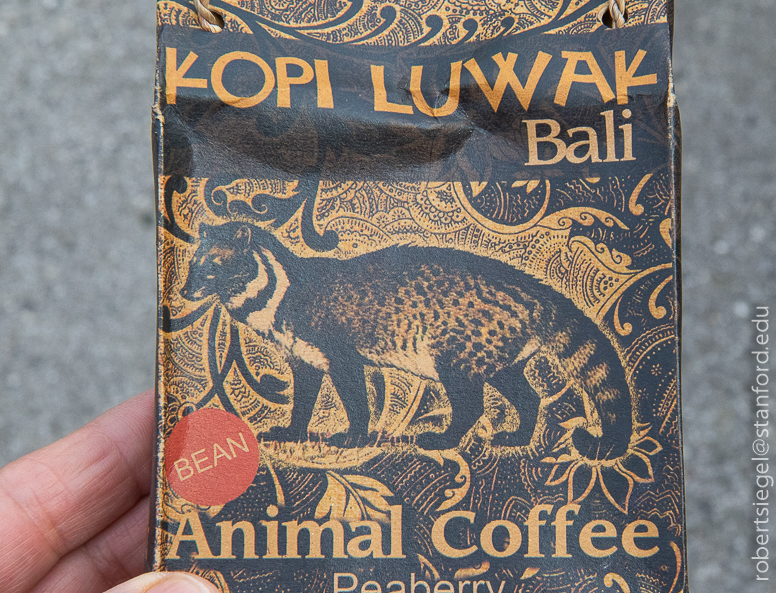 KOPI LUWAK
Bali
BEAN
Animal Coffee
Peaberry
robertsiegel@stanford.edu